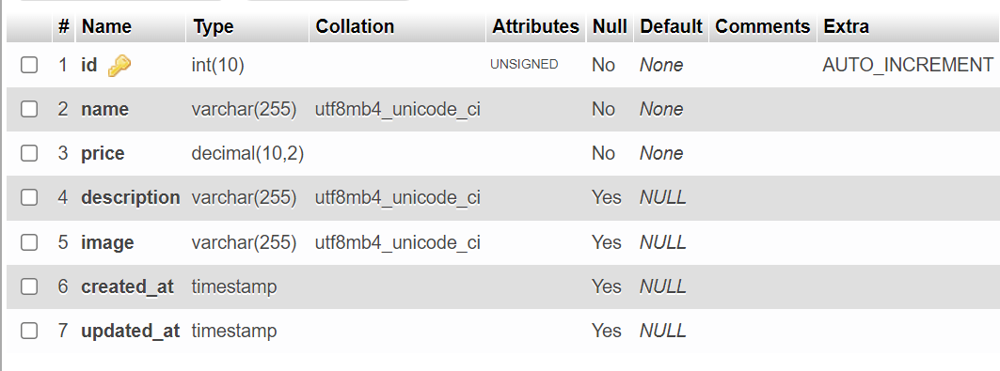 # Name Type Collation Attributes Null Default Comments Extra
1 id int(10) UNSIGNED No None AUTO_INCREMENT
2 name varchar(255) utf8mb4_unicode_ci No None
3 price decimal(10,2) No None
4 description varchar(255) utf8mb4_unicode_ci Yes NULL
5 image varchar(255) utf8mb4_unicode_ci Yes NULL
6 created_at timestamp Yes NULL
7 updated_at timestamp Yes NULL